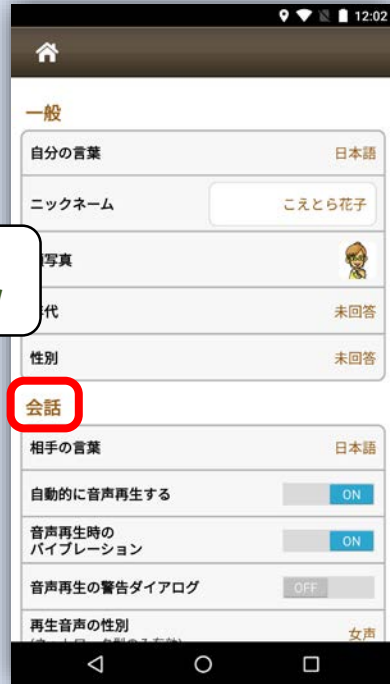 12:02
一般
自分の言葉 日本語
ニックネーム こえとら花子
写真
代 未回答
性別 未回答
会話
相手の言葉 日本語
自動的に音声再生する ON
音声再生時の
バイブレーション ON
音声再生の警告ダイアログ OFF
再生音声の性別 女声